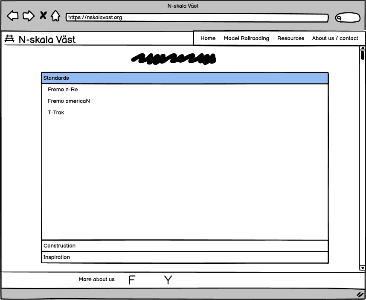 N-skala Väst
https://nskalavast.org
N-skala Väst
Home Model Railroading Resources About us / contact
Standards
Fremo n-Re
Fremo americaN
T-Trak
Construction
Inspiration
More about us F Y